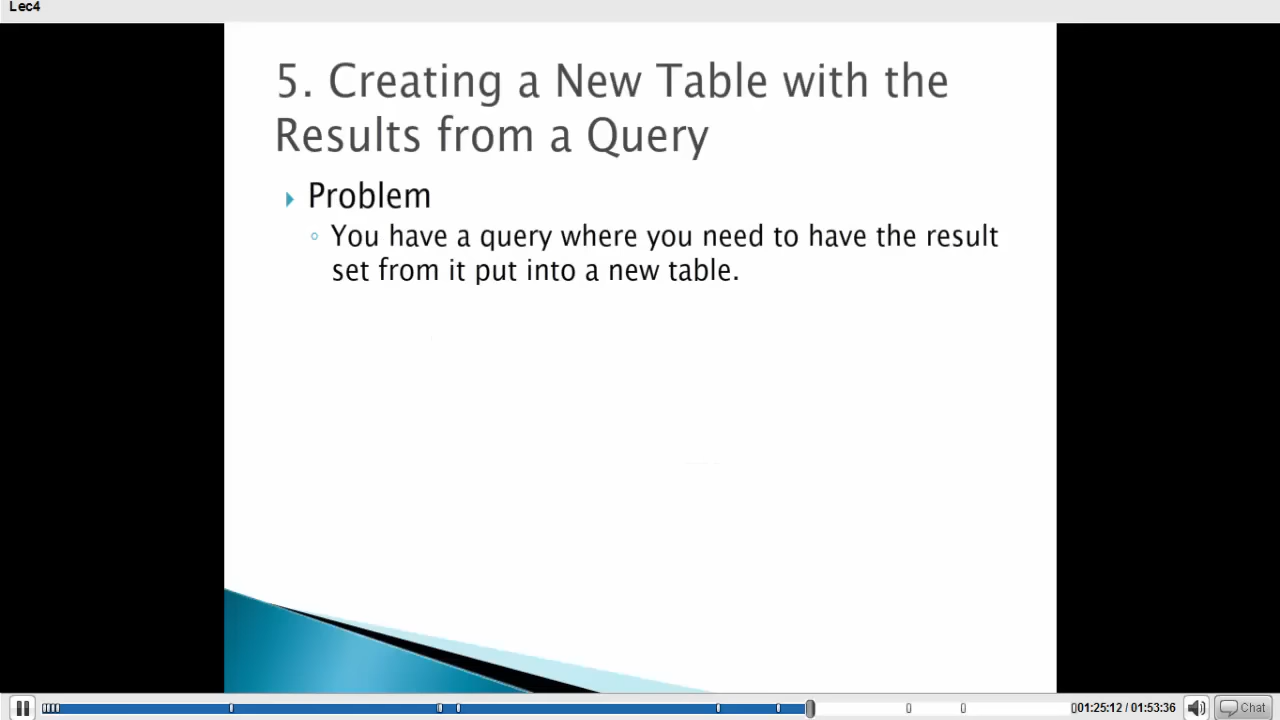 Lec4
5. Creating a New Table with the
Results from a Query
Problem
You have a query where you need to have the result
set from it put into a new table.
01:25:12 / 01:53:36
Chat